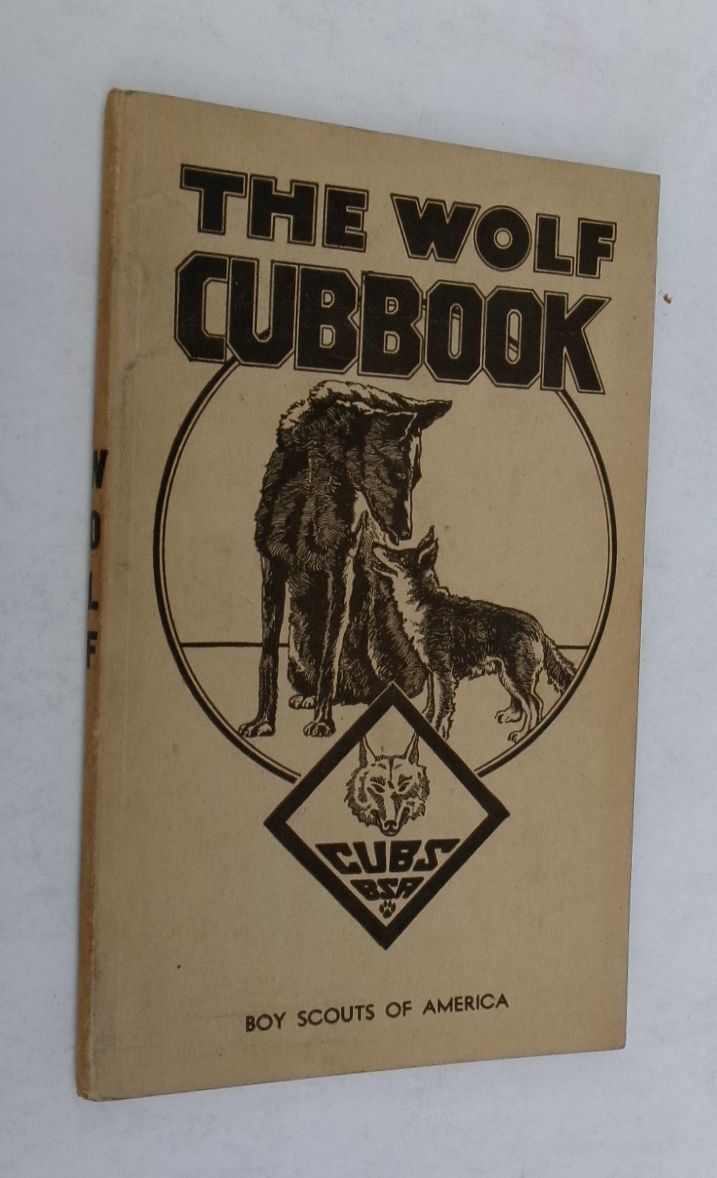 THE WOLF
CUBBOOK
WOLF
CUBS
BSA
BOY SCOUTS OF AMERICA